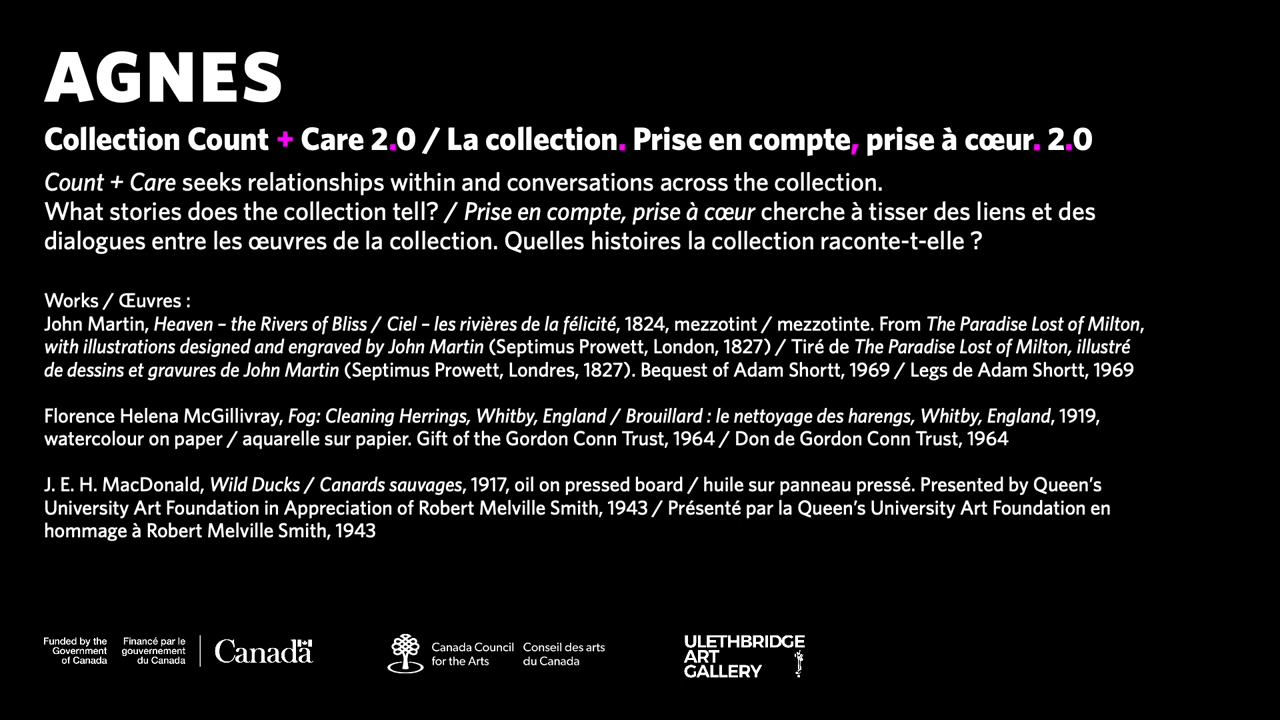 AGNES
Collection Count + Care 2.0 / La collection. Prise en compte, prise à cœur. 2.0
Count + Care seeks relationships within and conversations across the collection.
What stories does the collection tell? / Prise en compte, prise à cœur cherche à tisser des liens et des
dialogues entre les œuvres de la collection. Quelles histoires la collection raconte-t-elle ?
Works / Œuvres :
John Martin, Heaven – the Rivers of Bliss / Ciel – les rivières de la félicité, 1824, mezzotint / mezzotinte. From The Paradise Lost of Milton,
with illustrations designed and engraved by John Martin (Septimus Prowett, London, 1827) / Tiré de The Paradise Lost of Milton, illustré
de dessins et gravures de John Martin (Septimus Prowett, Londres, 1827). Bequest of Adam Shortt, 1969 / Legs de Adam Shortt, 1969
Florence Helena McGillivray, Fog: Cleaning Herrings, Whitby, England / Brouillard : le nettoyage des harengs, Whitby, England, 1919,
watercolour on paper / aquarelle sur papier. Gift of the Gordon Conn Trust, 1964 / Don de Gordon Conn Trust, 1964
J. E. H. MacDonald, Wild Ducks / Canards sauvages, 1917, oil on pressed board / huile sur panneau pressé. Presented by Queen’s
University Art Foundation in Appreciation of Robert Melville Smith, 1943 / Présenté par la Queen’s University Art Foundation en
hommage à Robert Melville Smith, 1943
Funded by the
Government
of Canada
Financé par le
gouvernement
du Canada
Canada
Canada Council
for the Arts
Conseil des arts
du Canada
ULETHBRIDGE
ART
GALLERY